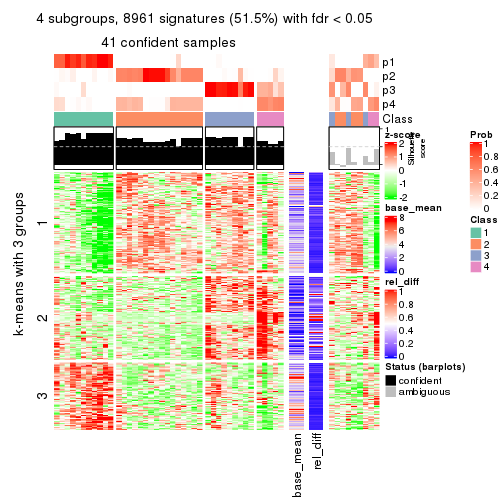 4 subgroups, 8961 signatures (51.5%) with fdr < 0.05
41 confident samples
p1
p2
p3
p4
Class
1
Silhouette
score
k-means with 3 groups
1
2
3
base_mean
rel_diff
z-score
2
1
0
-1
-2
base_mean
8
6
4
2
0
rel_diff
1
0.8
0.6
0.4
0.2
0
Status (barplots)
confident
ambiguous
Prob
1
0.8
0.6
0.4
0.2
0
Class
1
2
3
4